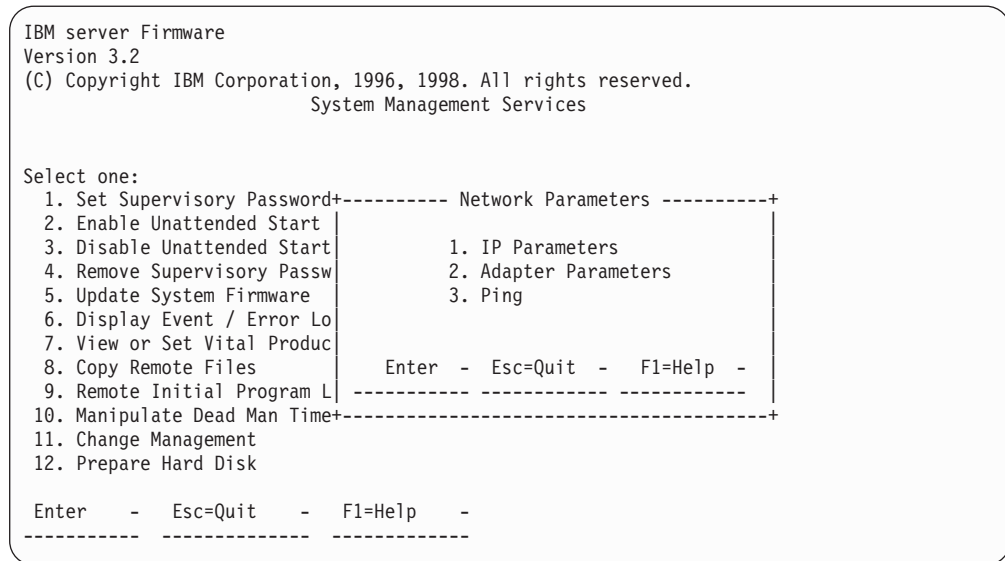 IBM server Firmware
Version 3.2
(C) Copyright IBM Corporation, 1996, 1998. All rights reserved.
                            System Management Services
Select one:
  1. Set Supervisory Password+---------- Network Parameters ----------+
  2. Enable Unattended Start |                                        |
  3. Disable Unattended Start|          1. IP Parameters              |
  4. Remove Supervisory Passw|          2. Adapter Parameters         |
  5. Update System Firmware  |          3. Ping                       |
  6. Display Event / Error Lo|                                        |
  7. View or Set Vital Produc|                                        |
  8. Copy Remote Files       |    Enter  -  Esc=Quit  -   F1=Help  -  |
  9. Remote Initial Program L| ----------- ------------ ------------  |
 10. Manipulate Dead Man Time+----------------------------------------+
 11. Change Management
 12. Prepare Hard Disk
 Enter    -   Esc=Quit    -   F1=Help    -
-----------  --------------  -------------